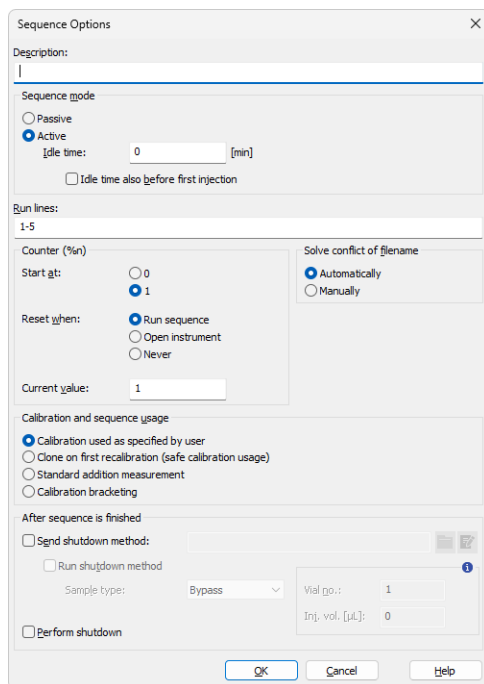 Sequence Options
Description:
Sequence mode
Passive
Active
Idle time: 0 [min]
Idle time also before first injection
Run lines:
1-5
Counter (%n)
Start at: 0
1
Reset when: Run sequence
Open instrument
Never
Current value: 1
Solve conflict of filename
Automatically
Manually
Calibration and sequence usage
Calibration used as specified by user
Clone on first recalibration (safe calibration usage)
Standard addition measurement
Calibration bracketing
After sequence is finished
Send shutdown method:
Run shutdown method
Sample type: Bypass
Vial no.: 1
Inj. vol. [µL]: 0
Perform shutdown
OK Cancel Help